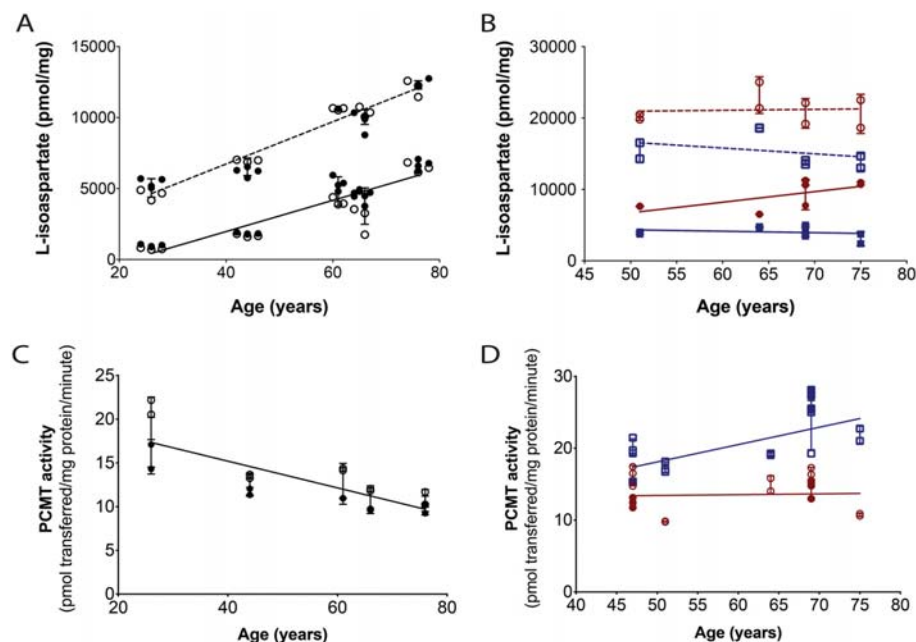 A
L-isoaspartate (pmol/mg)
15000
10000
5000
0
20 40 60 80
Age (years)
B
L-isoaspartate (pmol/mg)
30000
20000
10000
0
45 50 55 60 65 70 75 80
Age (years)
C
PCMT activity
(pmol transferred/mg protein/minute)
25
20
15
10
5
0
20 40 60 80
Age (years)
D
PCMT activity
(pmol transferred/mg protein/minute)
30
20
10
0
40 45 50 55 60 65 70 75 80
Age (years)